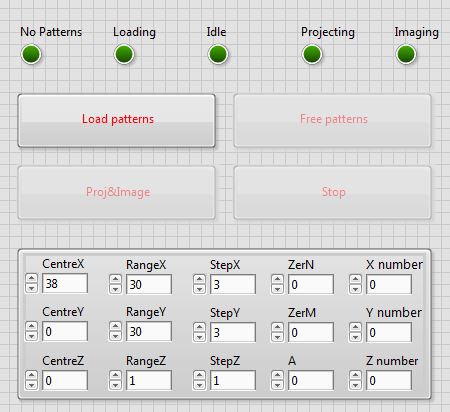 No Patterns Loading Idle Projecting Imaging
Load patterns Free patterns
Proj&Image Stop
CentreX RangeX StepX ZerN X number
38 30 3 0 0
CentreY RangeY StepY ZerM Y number
0 30 3 0 0
CentreZ RangeZ StepZ A Z number
0 1 1 0 0